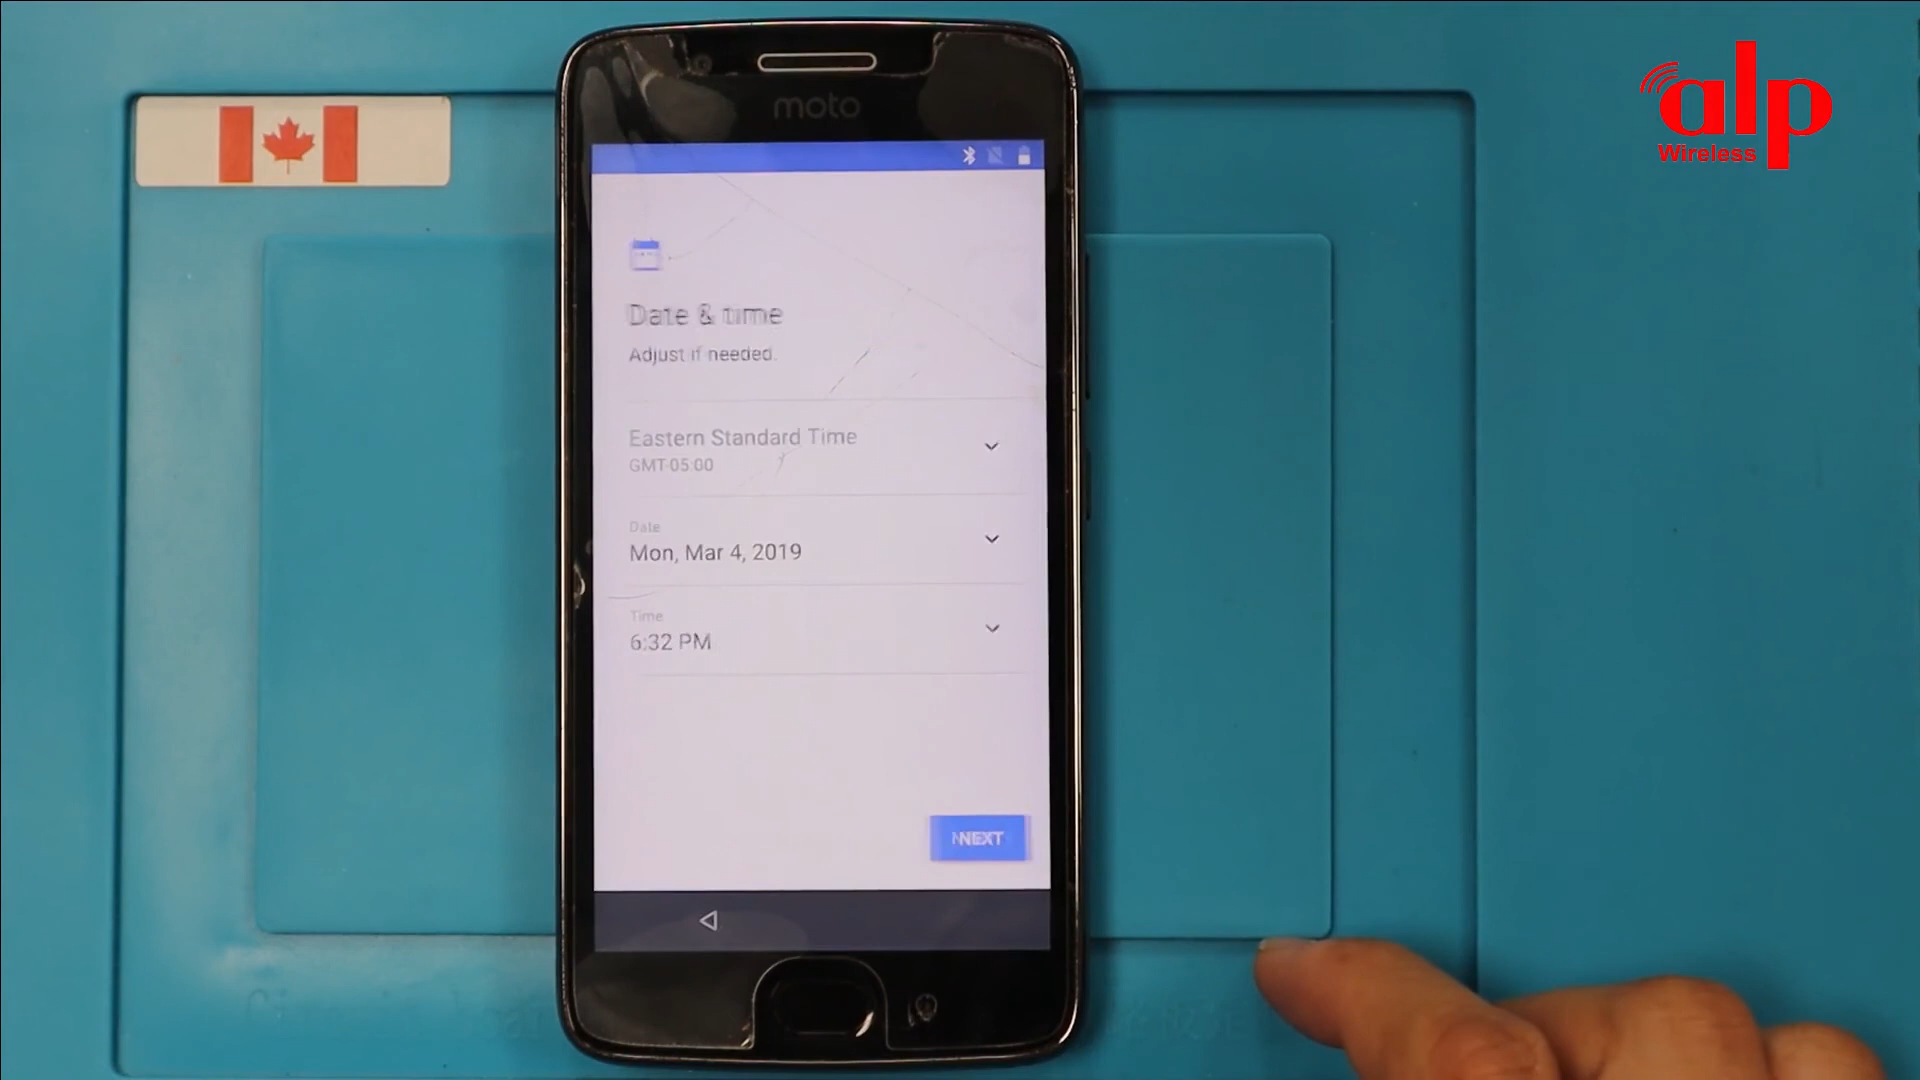 alp
Wireless
moto
Date & time
Adjust if needed.
Eastern Standard Time
GMT-05:00
Date
Mon, Mar 4, 2019
Time
6:32 PM
NEXT